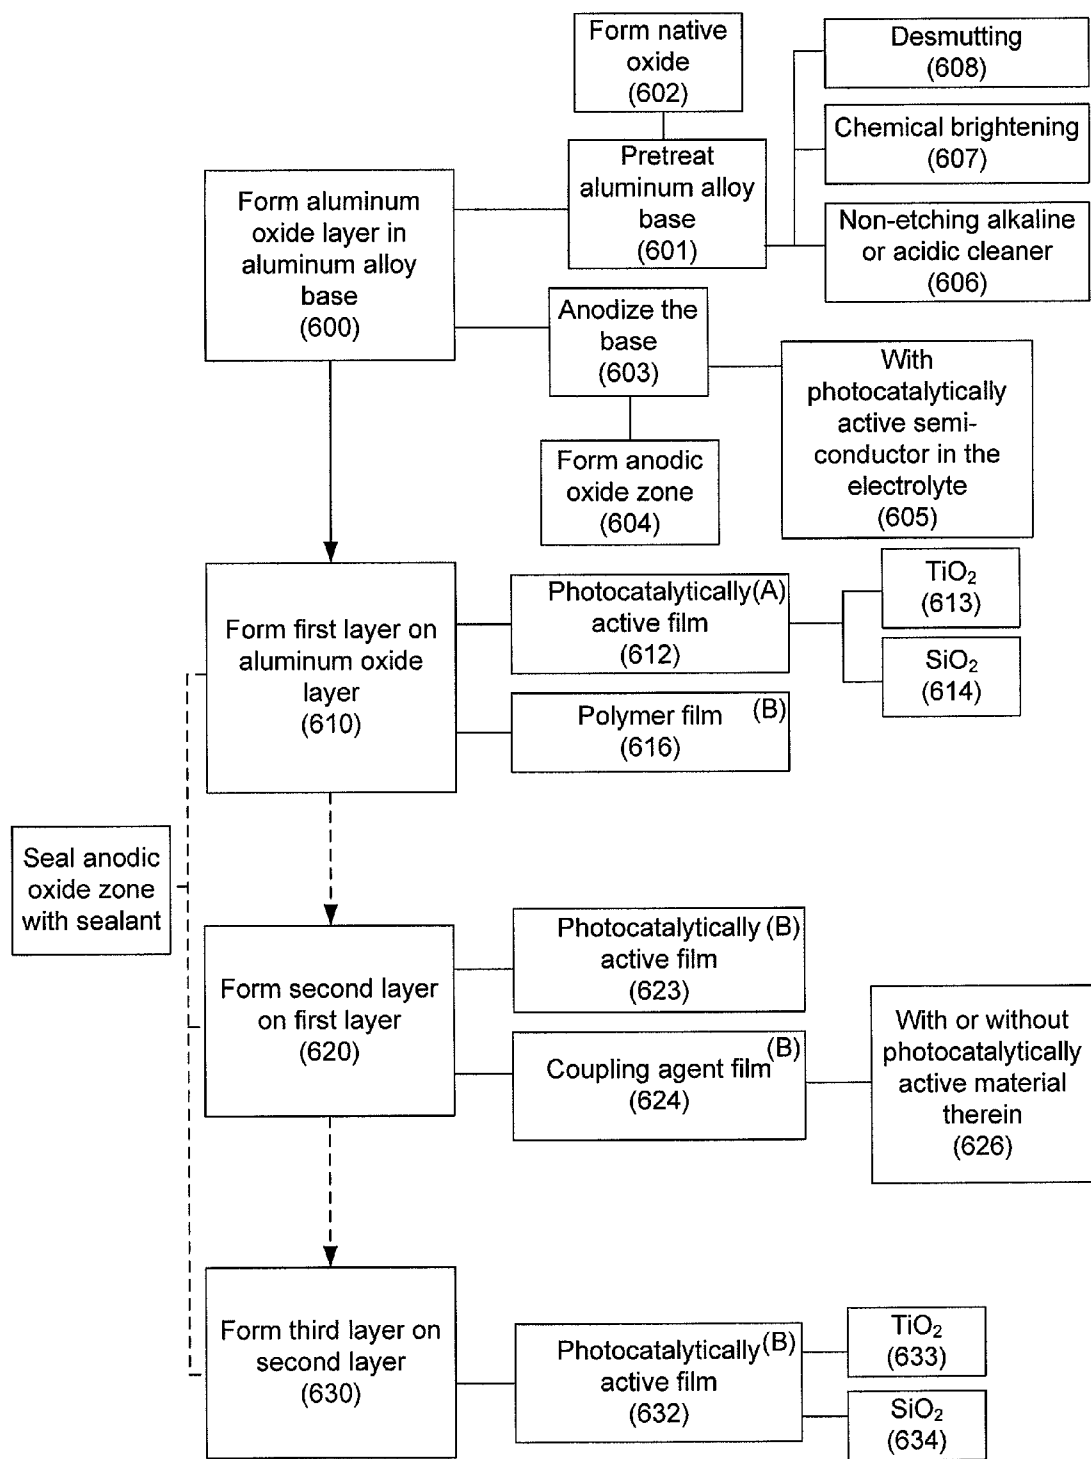 Form native
oxide
(602)
Desmutting
(608)
Chemical brightening
(607)
Pretreat
aluminum alloy
base
(601)
Non-etching alkaline
or acidic cleaner
(606)
Form aluminum
oxide layer in
aluminum alloy
base
(600)
Anodize the
base
(603)
With
photocatalytically
active semi-
conductor in the
electrolyte
(605)
Form anodic
oxide zone
(604)
Form first layer on
aluminum oxide
layer
(610)
Photocatalytically (A)
active film
(612)
TiO₂
(613)
SiO₂
(614)
Polymer film (B)
(616)
Seal anodic
oxide zone
with sealant
Form second layer
on first layer
(620)
Photocatalytically (B)
active film
(623)
Coupling agent film (B)
(624)
With or without
photocatalytically
active material
therein
(626)
Form third layer on
second layer
(630)
Photocatalytically (B)
active film
(632)
TiO₂
(633)
SiO₂
(634)